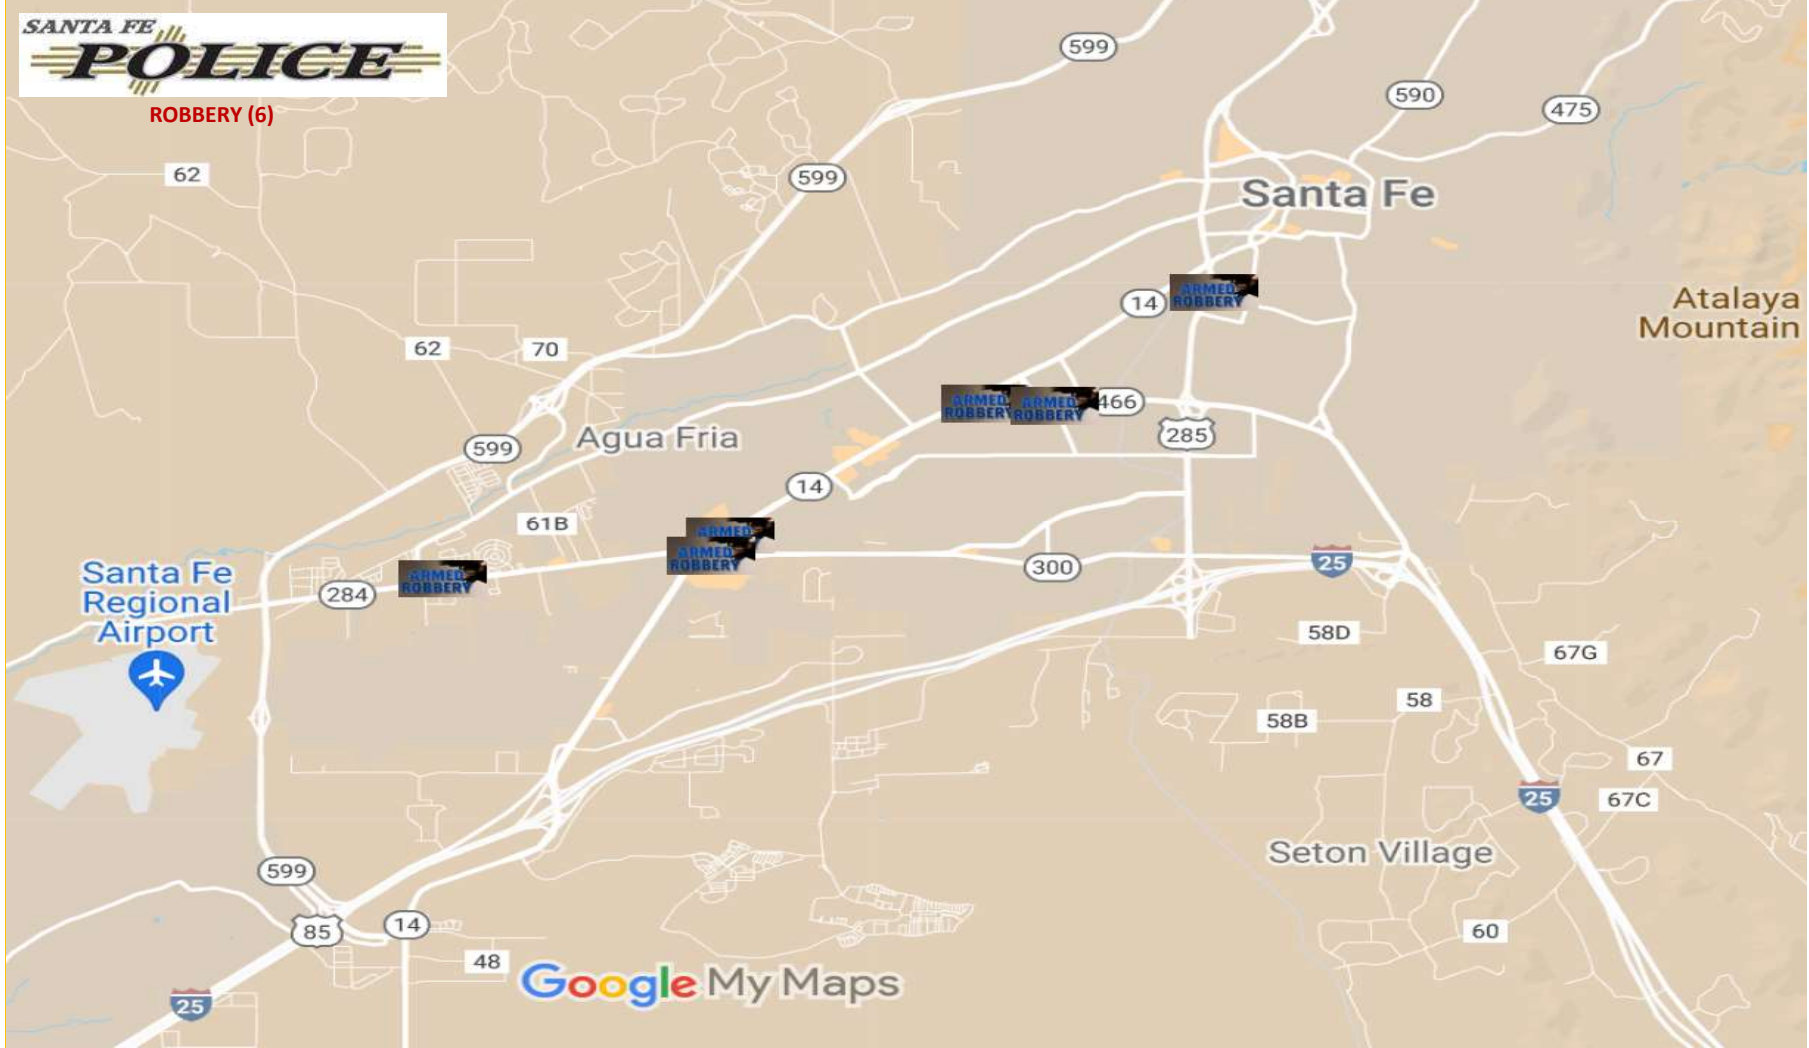 SANTA FE
POLICE
ROBBERY (6)
599
590
475
62
599
Santa Fe
14
ARMED
ROBBERY
Atalaya
Mountain
62
70
ARMED
ROBBERY
ARMED
ROBBERY
466
285
599
Agua Fria
14
61B
ARMED
ARMED
ROBBERY
ARMED
ROBBERY
284
300
25
Santa Fe
Regional
Airport
58D
67G
58
58B
67
25
67C
Seton Village
599
85
14
60
48
Google My Maps
25